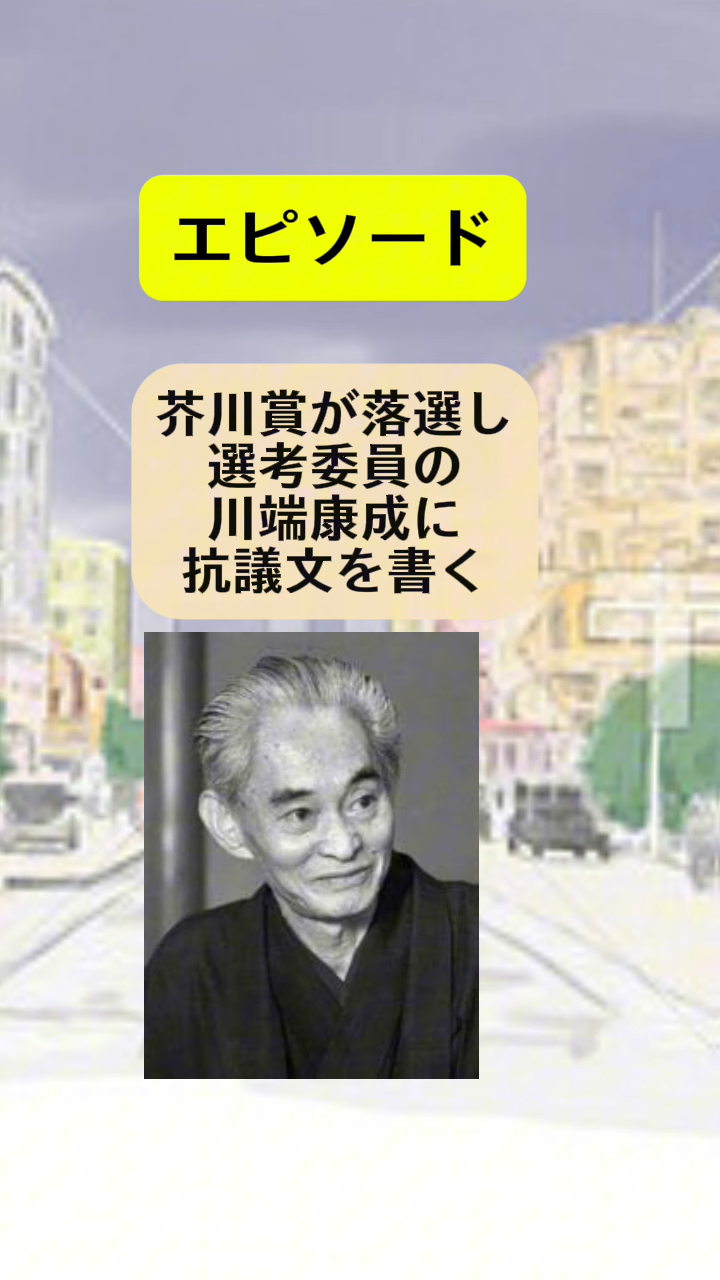 エピソード
芥川賞が落選し
選考委員の
川端康成に
抗議文を書く